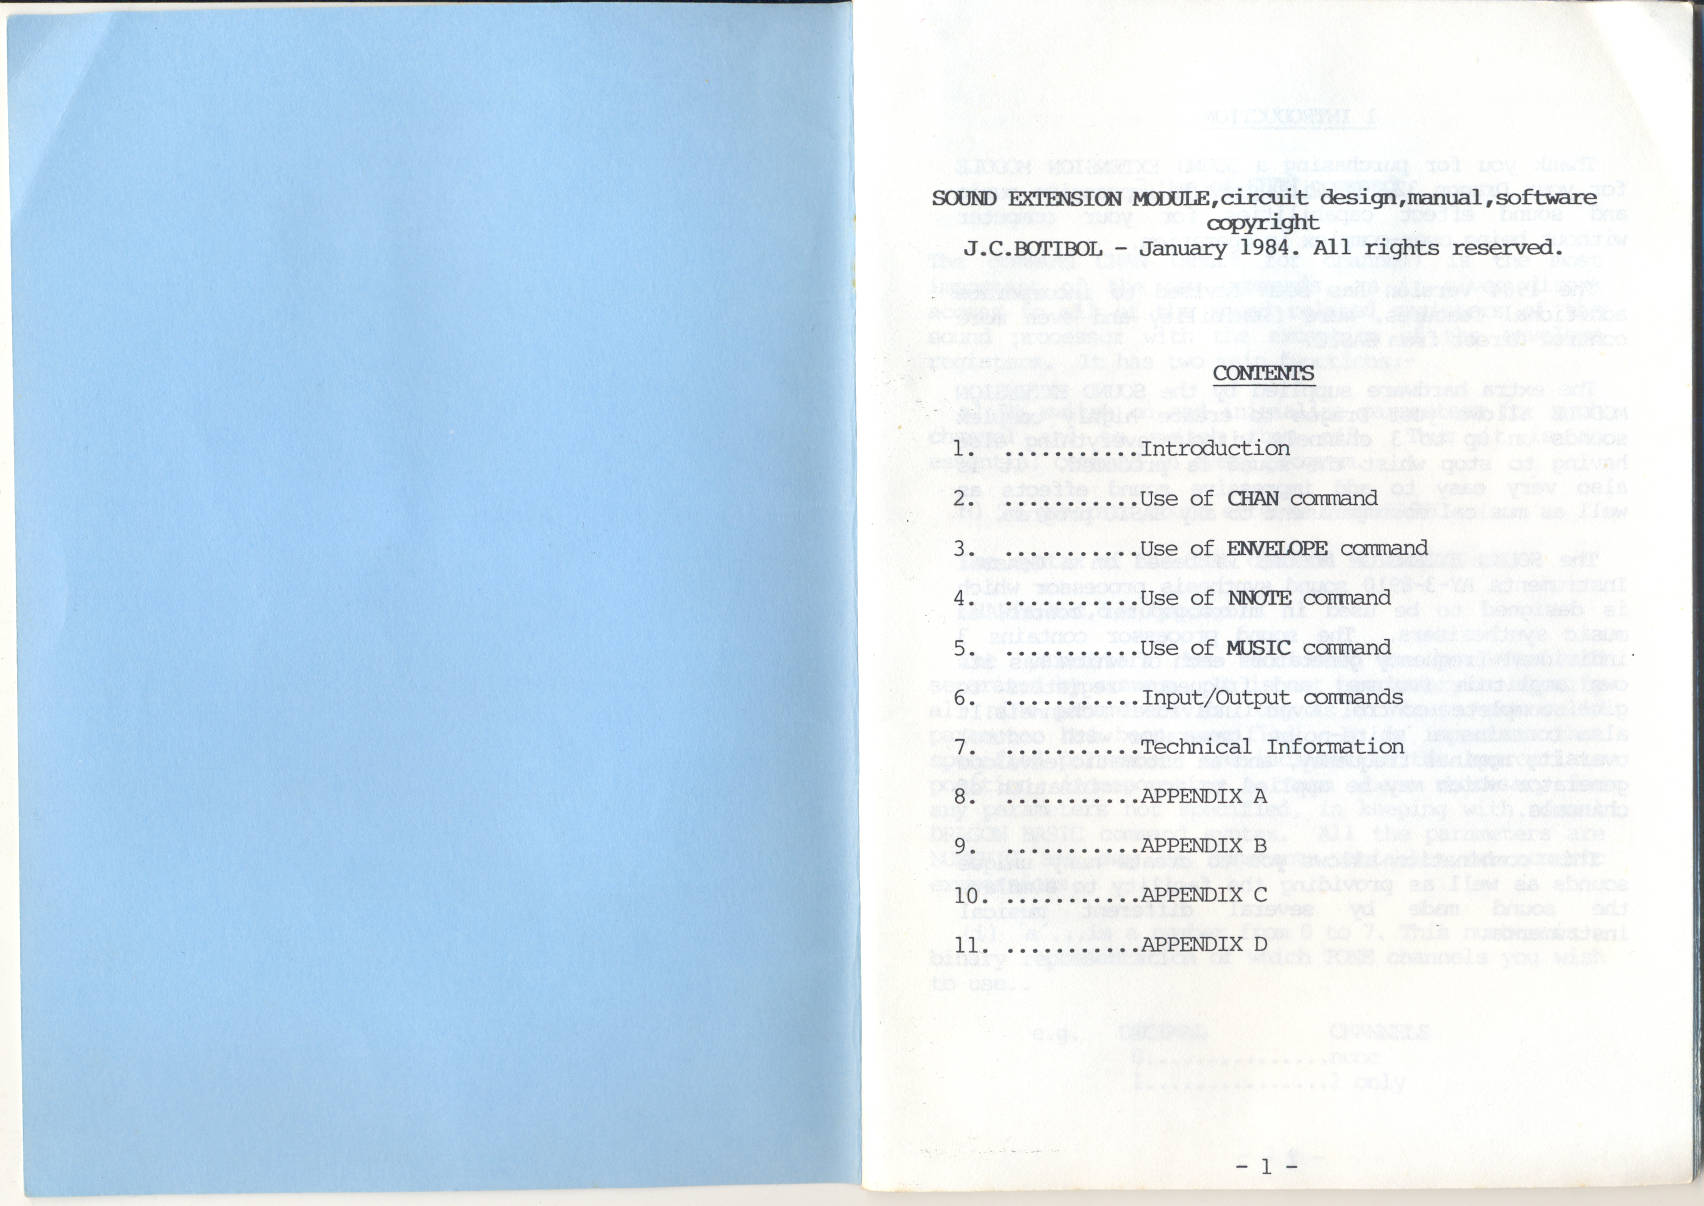 SOUND EXTENSION MODULE,circuit design,manual,software
copyright
J.C.BOTIBOL - January 1984. All rights reserved.
CONTENTS
1. ...........Introduction
2. ...........Use of CHAN command
3. ...........Use of ENVELOPE command
4. ...........Use of NNOTE command
5. ...........Use of MUSIC command
6. ...........Input/Output commands
7. ...........Technical Information
8. ...........APPENDIX A
9. ...........APPENDIX B
10. ...........APPENDIX C
11. ...........APPENDIX D
- 1 -